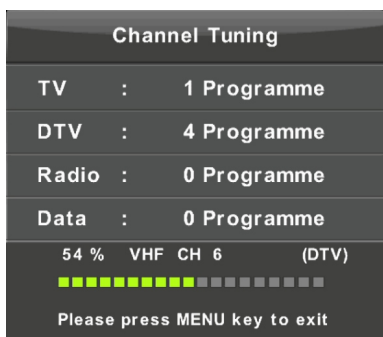 Channel Tuning
TV : 1 Programme
DTV : 4 Programme
Radio : 0 Programme
Data : 0 Programme
54 % VHF CH 6 (DTV)
Please press MENU key to exit